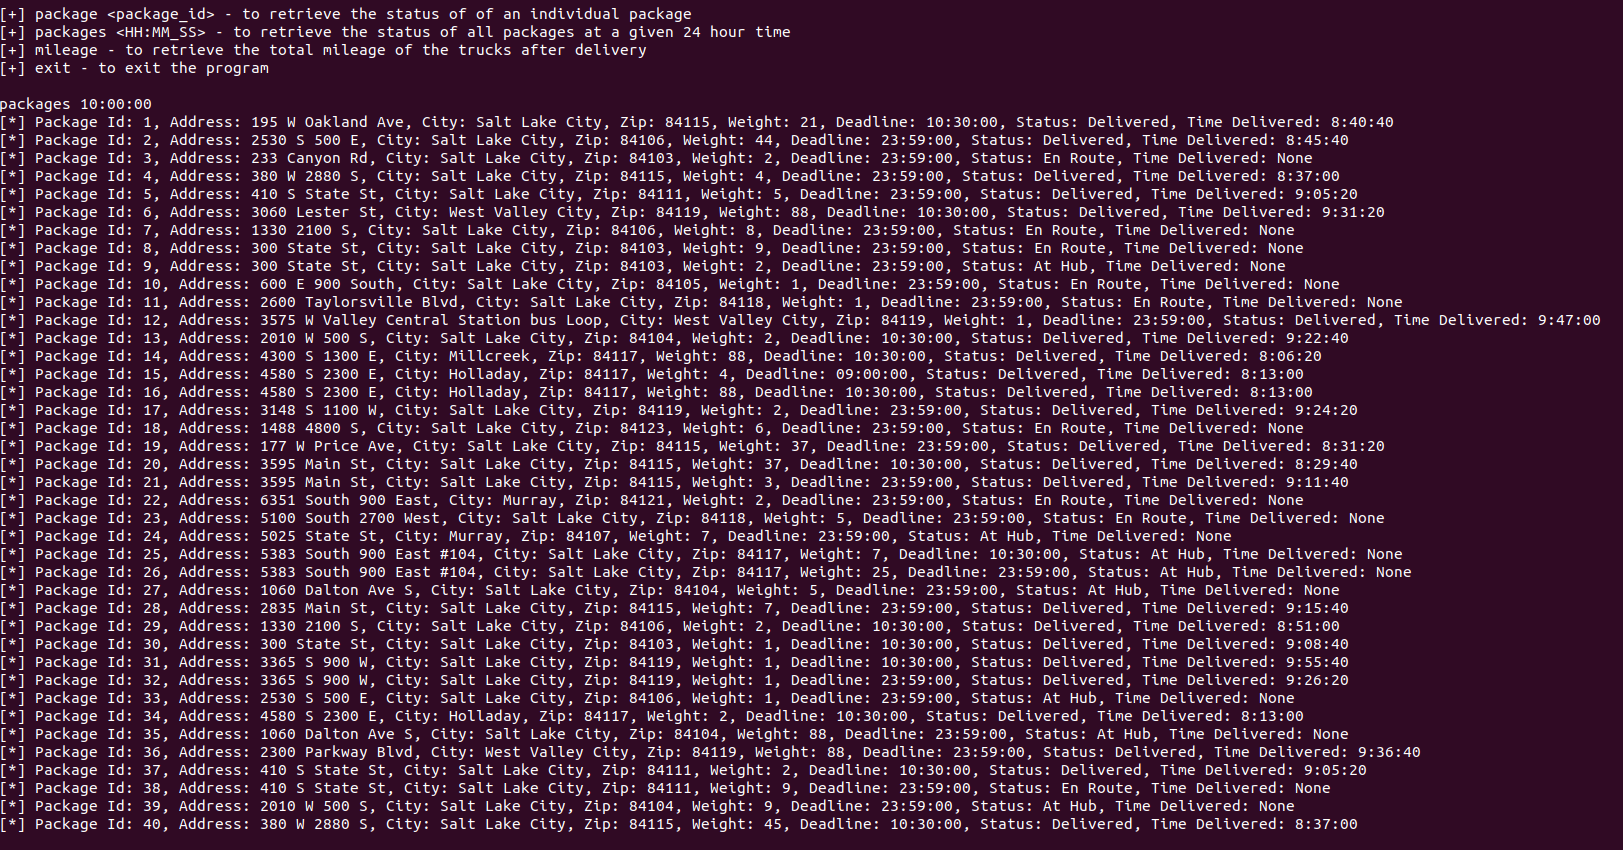 [+] package <package_id> - to retrieve the status of of an individual package
[+] packages <HH:MM_SS> - to retrieve the status of all packages at a given 24 hour time
[+] mileage - to retrieve the total mileage of the trucks after delivery
[+] exit - to exit the program
packages 10:00:00
[*] Package Id: 1, Address: 195 W Oakland Ave, City: Salt Lake City, Zip: 84115, Weight: 21, Deadline: 10:30:00, Status: Delivered, Time Delivered: 8:40:40
[*] Package Id: 2, Address: 2530 S 500 E, City: Salt Lake City, Zip: 84106, Weight: 44, Deadline: 23:59:00, Status: Delivered, Time Delivered: 8:45:40
[*] Package Id: 3, Address: 233 Canyon Rd, City: Salt Lake City, Zip: 84103, Weight: 2, Deadline: 23:59:00, Status: En Route, Time Delivered: None
[*] Package Id: 4, Address: 380 W 2880 S, City: Salt Lake City, Zip: 84115, Weight: 4, Deadline: 23:59:00, Status: Delivered, Time Delivered: 8:37:00
[*] Package Id: 5, Address: 410 S State St, City: Salt Lake City, Zip: 84111, Weight: 5, Deadline: 23:59:00, Status: Delivered, Time Delivered: 9:05:20
[*] Package Id: 6, Address: 3060 Lester St, City: West Valley City, Zip: 84119, Weight: 88, Deadline: 10:30:00, Status: Delivered, Time Delivered: 9:31:20
[*] Package Id: 7, Address: 1330 2100 S, City: Salt Lake City, Zip: 84106, Weight: 8, Deadline: 23:59:00, Status: En Route, Time Delivered: None
[*] Package Id: 8, Address: 300 State St, City: Salt Lake City, Zip: 84103, Weight: 9, Deadline: 23:59:00, Status: En Route, Time Delivered: None
[*] Package Id: 9, Address: 300 State St, City: Salt Lake City, Zip: 84103, Weight: 2, Deadline: 23:59:00, Status: At Hub, Time Delivered: None
[*] Package Id: 10, Address: 600 E 900 South, City: Salt Lake City, Zip: 84105, Weight: 1, Deadline: 23:59:00, Status: En Route, Time Delivered: None
[*] Package Id: 11, Address: 2600 Taylorsville Blvd, City: Salt Lake City, Zip: 84118, Weight: 1, Deadline: 23:59:00, Status: En Route, Time Delivered: None
[*] Package Id: 12, Address: 3575 W Valley Central Station bus Loop, City: West Valley City, Zip: 84119, Weight: 1, Deadline: 23:59:00, Status: Delivered, Time Delivered: 9:47:00
[*] Package Id: 13, Address: 2010 W 500 S, City: Salt Lake City, Zip: 84104, Weight: 2, Deadline: 10:30:00, Status: Delivered, Time Delivered: 9:22:40
[*] Package Id: 14, Address: 4300 S 1300 E, City: Millcreek, Zip: 84117, Weight: 88, Deadline: 10:30:00, Status: Delivered, Time Delivered: 8:06:20
[*] Package Id: 15, Address: 4580 S 2300 E, City: Holladay, Zip: 84117, Weight: 4, Deadline: 09:00:00, Status: Delivered, Time Delivered: 8:13:00
[*] Package Id: 16, Address: 4580 S 2300 E, City: Holladay, Zip: 84117, Weight: 88, Deadline: 10:30:00, Status: Delivered, Time Delivered: 8:13:00
[*] Package Id: 17, Address: 3148 S 1100 W, City: Salt Lake City, Zip: 84119, Weight: 2, Deadline: 23:59:00, Status: Delivered, Time Delivered: 9:24:20
[*] Package Id: 18, Address: 1488 4800 S, City: Salt Lake City, Zip: 84123, Weight: 6, Deadline: 23:59:00, Status: En Route, Time Delivered: None
[*] Package Id: 19, Address: 177 W Price Ave, City: Salt Lake City, Zip: 84115, Weight: 37, Deadline: 23:59:00, Status: Delivered, Time Delivered: 8:31:20
[*] Package Id: 20, Address: 3595 Main St, City: Salt Lake City, Zip: 84115, Weight: 37, Deadline: 10:30:00, Status: Delivered, Time Delivered: 8:29:40
[*] Package Id: 21, Address: 3595 Main St, City: Salt Lake City, Zip: 84115, Weight: 3, Deadline: 23:59:00, Status: Delivered, Time Delivered: 9:11:40
[*] Package Id: 22, Address: 6351 South 900 East, City: Murray, Zip: 84121, Weight: 2, Deadline: 23:59:00, Status: En Route, Time Delivered: None
[*] Package Id: 23, Address: 5100 South 2700 West, City: Salt Lake City, Zip: 84118, Weight: 5, Deadline: 23:59:00, Status: En Route, Time Delivered: None
[*] Package Id: 24, Address: 5025 State St, City: Murray, Zip: 84107, Weight: 7, Deadline: 23:59:00, Status: At Hub, Time Delivered: None
[*] Package Id: 25, Address: 5383 South 900 East #104, City: Salt Lake City, Zip: 84117, Weight: 7, Deadline: 10:30:00, Status: At Hub, Time Delivered: None
[*] Package Id: 26, Address: 5383 South 900 East #104, City: Salt Lake City, Zip: 84117, Weight: 25, Deadline: 23:59:00, Status: At Hub, Time Delivered: None
[*] Package Id: 27, Address: 1060 Dalton Ave S, City: Salt Lake City, Zip: 84104, Weight: 5, Deadline: 23:59:00, Status: At Hub, Time Delivered: None
[*] Package Id: 28, Address: 2835 Main St, City: Salt Lake City, Zip: 84115, Weight: 7, Deadline: 23:59:00, Status: Delivered, Time Delivered: 9:15:40
[*] Package Id: 29, Address: 1330 2100 S, City: Salt Lake City, Zip: 84106, Weight: 2, Deadline: 10:30:00, Status: Delivered, Time Delivered: 8:51:00
[*] Package Id: 30, Address: 300 State St, City: Salt Lake City, Zip: 84103, Weight: 1, Deadline: 10:30:00, Status: Delivered, Time Delivered: 9:08:40
[*] Package Id: 31, Address: 3365 S 900 W, City: Salt Lake City, Zip: 84119, Weight: 1, Deadline: 10:30:00, Status: Delivered, Time Delivered: 9:55:40
[*] Package Id: 32, Address: 3365 S 900 W, City: Salt Lake City, Zip: 84119, Weight: 1, Deadline: 23:59:00, Status: Delivered, Time Delivered: 9:26:20
[*] Package Id: 33, Address: 2530 S 500 E, City: Salt Lake City, Zip: 84106, Weight: 1, Deadline: 23:59:00, Status: At Hub, Time Delivered: None
[*] Package Id: 34, Address: 4580 S 2300 E, City: Holladay, Zip: 84117, Weight: 2, Deadline: 10:30:00, Status: Delivered, Time Delivered: 8:13:00
[*] Package Id: 35, Address: 1060 Dalton Ave S, City: Salt Lake City, Zip: 84104, Weight: 88, Deadline: 23:59:00, Status: At Hub, Time Delivered: None
[*] Package Id: 36, Address: 2300 Parkway Blvd, City: West Valley City, Zip: 84119, Weight: 88, Deadline: 23:59:00, Status: Delivered, Time Delivered: 9:36:40
[*] Package Id: 37, Address: 410 S State St, City: Salt Lake City, Zip: 84111, Weight: 2, Deadline: 10:30:00, Status: Delivered, Time Delivered: 9:05:20
[*] Package Id: 38, Address: 410 S State St, City: Salt Lake City, Zip: 84111, Weight: 9, Deadline: 23:59:00, Status: En Route, Time Delivered: None
[*] Package Id: 39, Address: 2010 W 500 S, City: Salt Lake City, Zip: 84104, Weight: 9, Deadline: 23:59:00, Status: At Hub, Time Delivered: None
[*] Package Id: 40, Address: 380 W 2880 S, City: Salt Lake City, Zip: 84115, Weight: 45, Deadline: 10:30:00, Status: Delivered, Time Delivered: 8:37:00